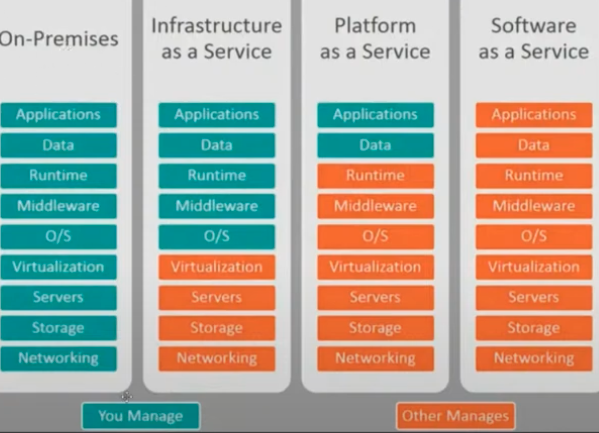 On-Premises
Applications
Data
Runtime
Middleware
O/S
Virtualization
Servers
Storage
Networking
Infrastructure
as a Service
Applications
Data
Runtime
Middleware
O/S
Virtualization
Servers
Storage
Networking
Platform
as a Service
Applications
Data
Runtime
Middleware
O/S
Virtualization
Servers
Storage
Networking
Software
as a Service
Applications
Data
Runtime
Middleware
O/S
Virtualization
Servers
Storage
Networking
You Manage
Other Manages